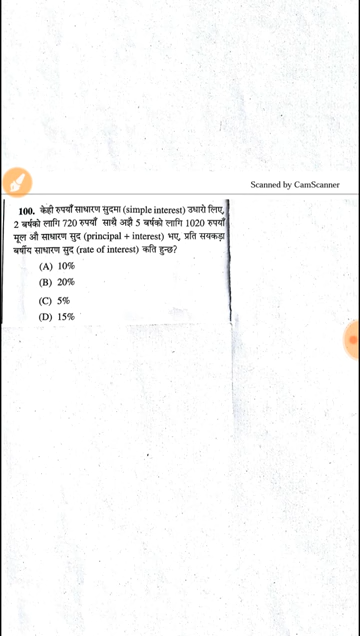 Scanned by CamScanner
100. केही रुपयाँ साधारण सुदमा (simple interest) उधारो लिए,
2 वर्षको लागि 720 रुपयाँ साथै अझै 5 वर्षको लागि 1020 रुपयाँ
मूल औ साधारण सुद (principal + interest) भए, प्रति सयकडा
बर्षीय साधारण सुद (rate of interest) कति हुन्छ?
(A) 10%
(B) 20%
(C) 5%
(D) 15%